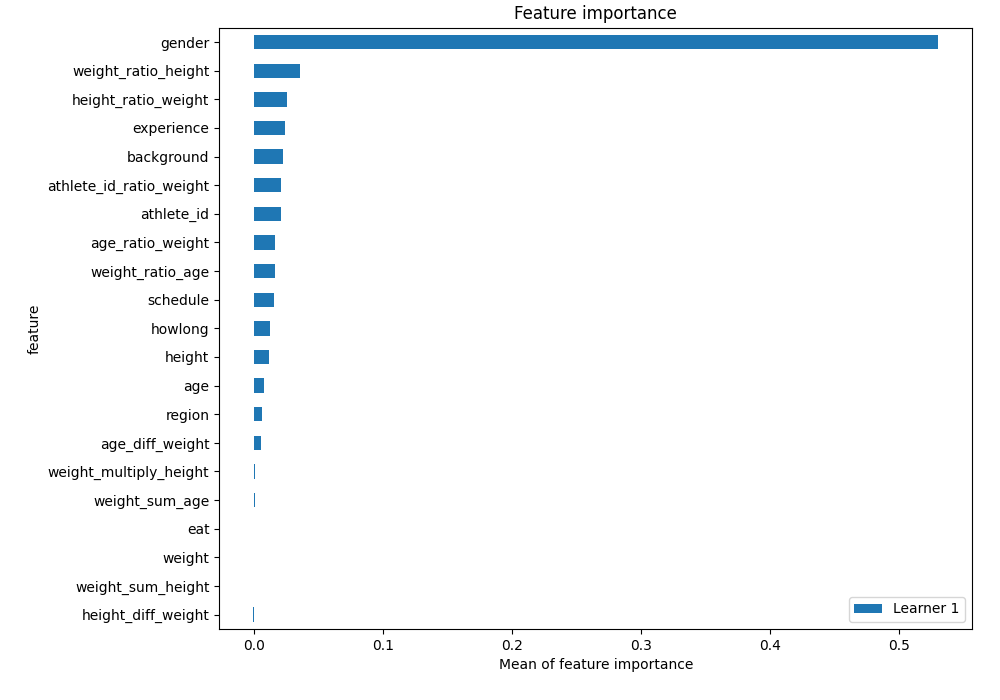 Feature importance
gender
weight_ratio_height
height_ratio_weight
experience
background
athlete_id_ratio_weight
athlete_id
age_ratio_weight
weight_ratio_age
schedule
howlong
height
age
region
age_diff_weight
weight_multiply_height
weight_sum_age
eat
weight
weight_sum_height
height_diff_weight
feature
Learner 1
0.0 0.1 0.2 0.3 0.4 0.5
Mean of feature importance